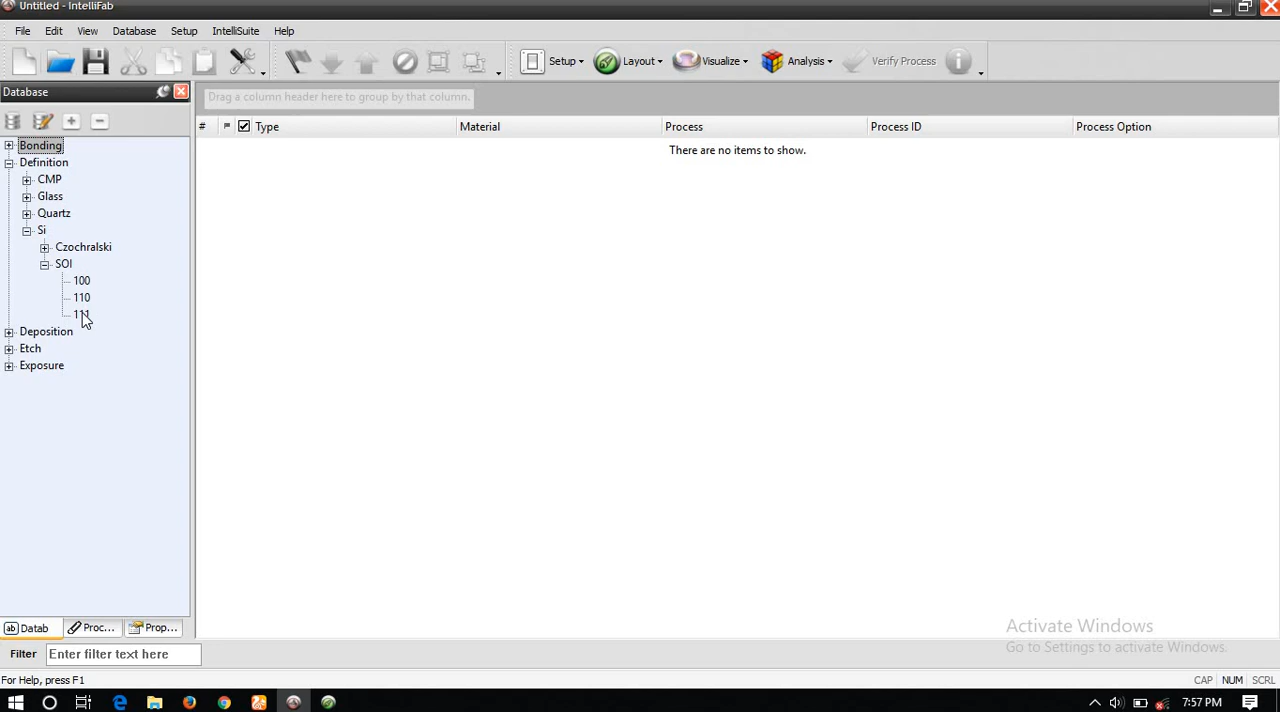 Untitled - IntelliFab
File Edit View Database Setup IntelliSuite Help
Setup Layout Visualize Analysis Verify Process
Database
Drag a column header here to group by that column.
# Type Material Process Process ID Process Option
There are no items to show.
Bonding
Definition
CMP
Glass
Quartz
Si
Czochralski
SOI
100
110
111
Deposition
Etch
Exposure
Activate Windows
Go to Settings to activate Windows.
ab Datab Proc... Prop...
Filter Enter filter text here
For Help, press F1 CAP NUM SCRL
7:57 PM